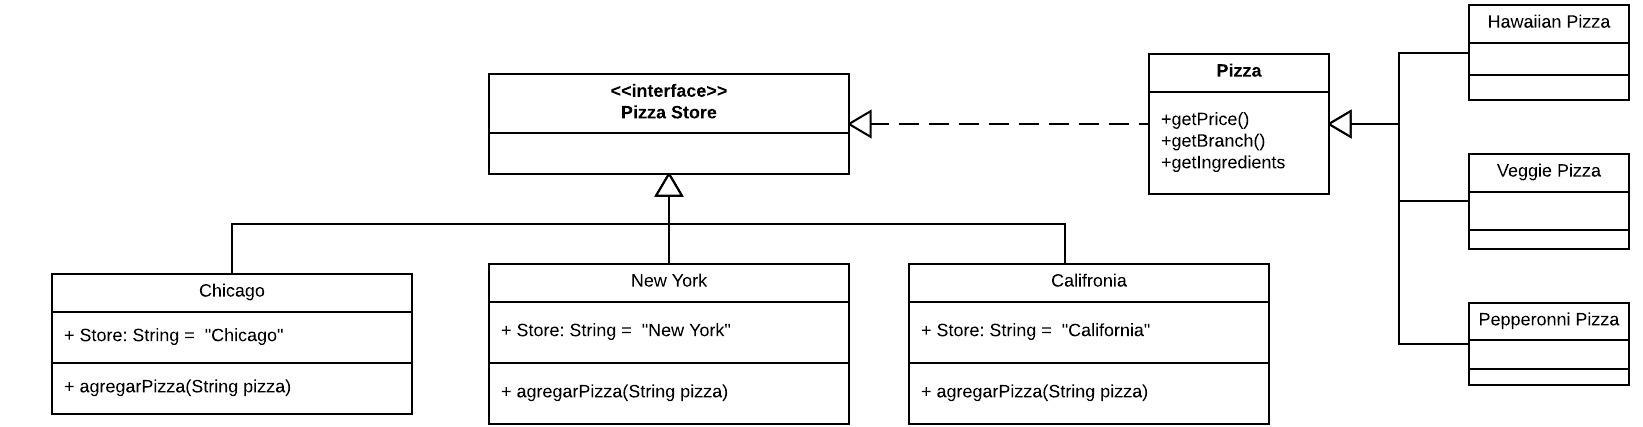 Hawaiian Pizza
<<interface>>
Pizza Store
Pizza
+getPrice()
+getBranch()
+getIngredients
Veggie Pizza
Pepperonni Pizza
Chicago
+ Store: String =  "Chicago"
+ agregarPizza(String pizza)
New York
+ Store: String =  "New York"
+ agregarPizza(String pizza)
Califronia
+ Store: String =  "California"
+ agregarPizza(String pizza)